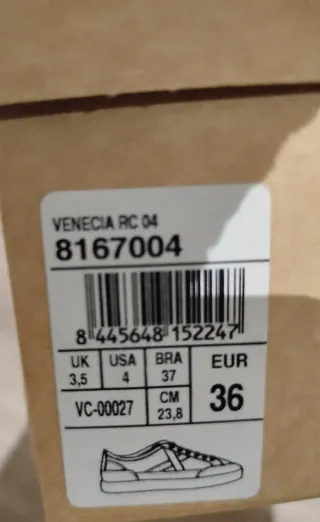 VENECIA RC 04
8167004
8 445648 152247
UK USA BRA EUR
3,5 4 37
36
VC-00027 CM
23,8